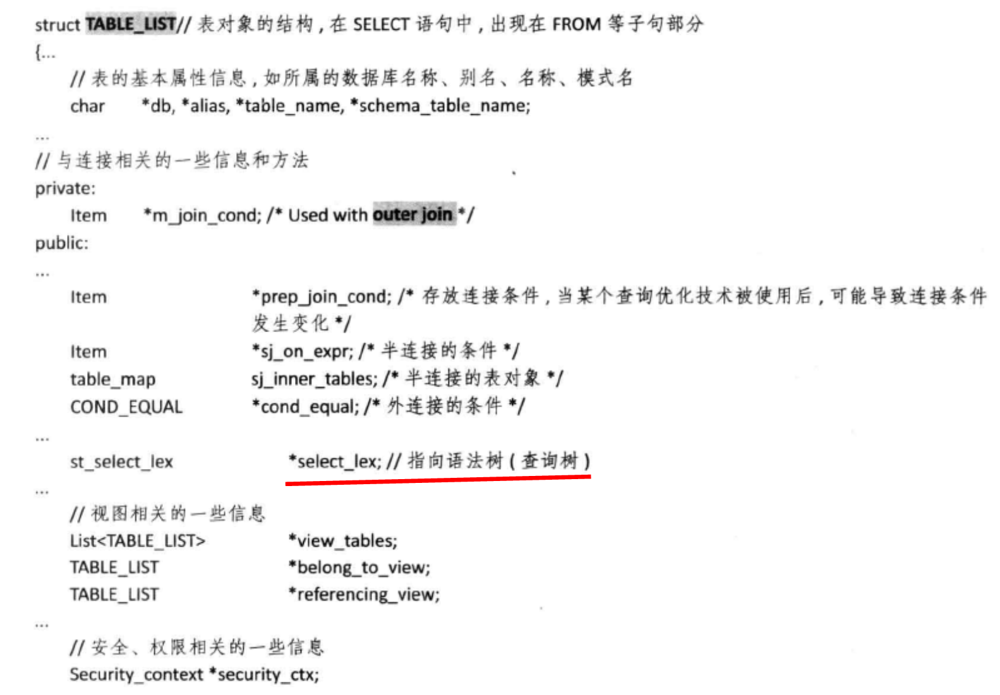 struct TABLE_LIST// 表对象的结构,在 SELECT 语句中,出现在 FROM 等子句部分
{...
// 表的基本属性信息,如所属的数据库名称、别名、名称、模式名
char *db, *alias, *table_name, *schema_table_name;
...
// 与连接相关的一些信息和方法
private:
Item *m_join_cond; /* Used with outer join */
public:
...
Item *prep_join_cond; /* 存放连接条件,当某个查询优化技术被使用后,可能导致连接条件
发生变化 */
Item *sj_on_expr; /* 半连接的条件 */
table_map sj_inner_tables; /* 半连接的表对象 */
COND_EQUAL *cond_equal; /* 外连接的条件 */
...
st_select_lex *select_lex; // 指向语法树(查询树)
...
// 视图相关的一些信息
List<TABLE_LIST> *view_tables;
TABLE_LIST *belong_to_view;
TABLE_LIST *referencing_view;
...
// 安全、权限相关的一些信息
Security_context *security_ctx;